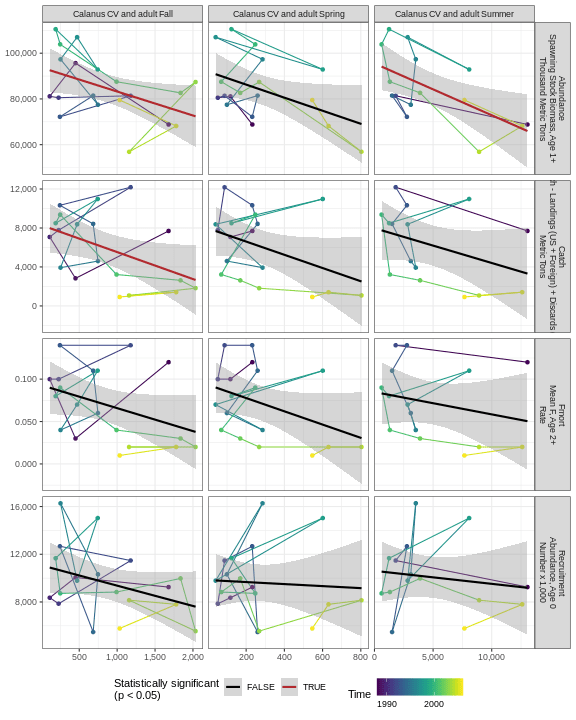 Calanus CV and adult Fall
Calanus CV and adult Spring
Calanus CV and adult Summer
100,000
80,000
60,000
Abundance
Spawning Stock Biomass, Age 1+
Thousand Metric Tons
12,000
8,000
4,000
0
Catch
h - Landings (US + Foreign) + Discards
Metric Tons
0.100
0.050
0.000
Fmort
Mean F, Age 2+
Rate
16,000
12,000
8,000
Recruitment
Abundance, Age 0
Number x 1,000
500 1,000 1,500 2,000
200 400 600 800
0 5,000 10,000
Statistically significant
(p < 0.05)
FALSE
TRUE
Time
1990 2000